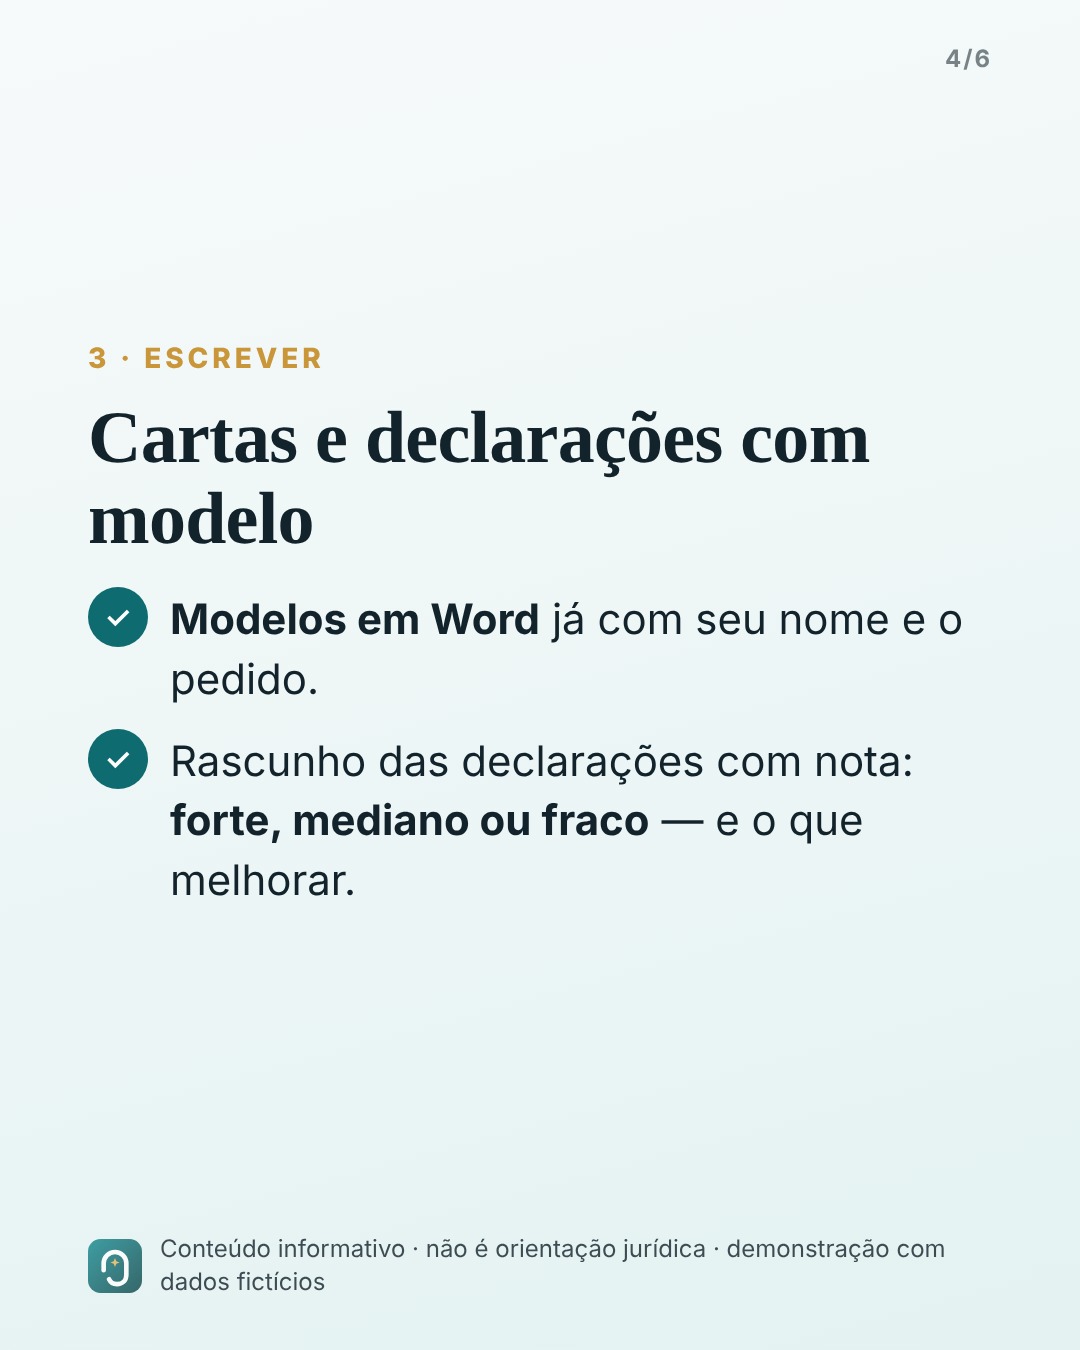 4/6
3 · ESCREVER
Cartas e declarações com
modelo
Modelos em Word já com seu nome e o
pedido.
Rascunho das declarações com nota:
forte, mediano ou fraco — e o que
melhorar.
Conteúdo informativo · não é orientação jurídica · demonstração com
dados fictícios